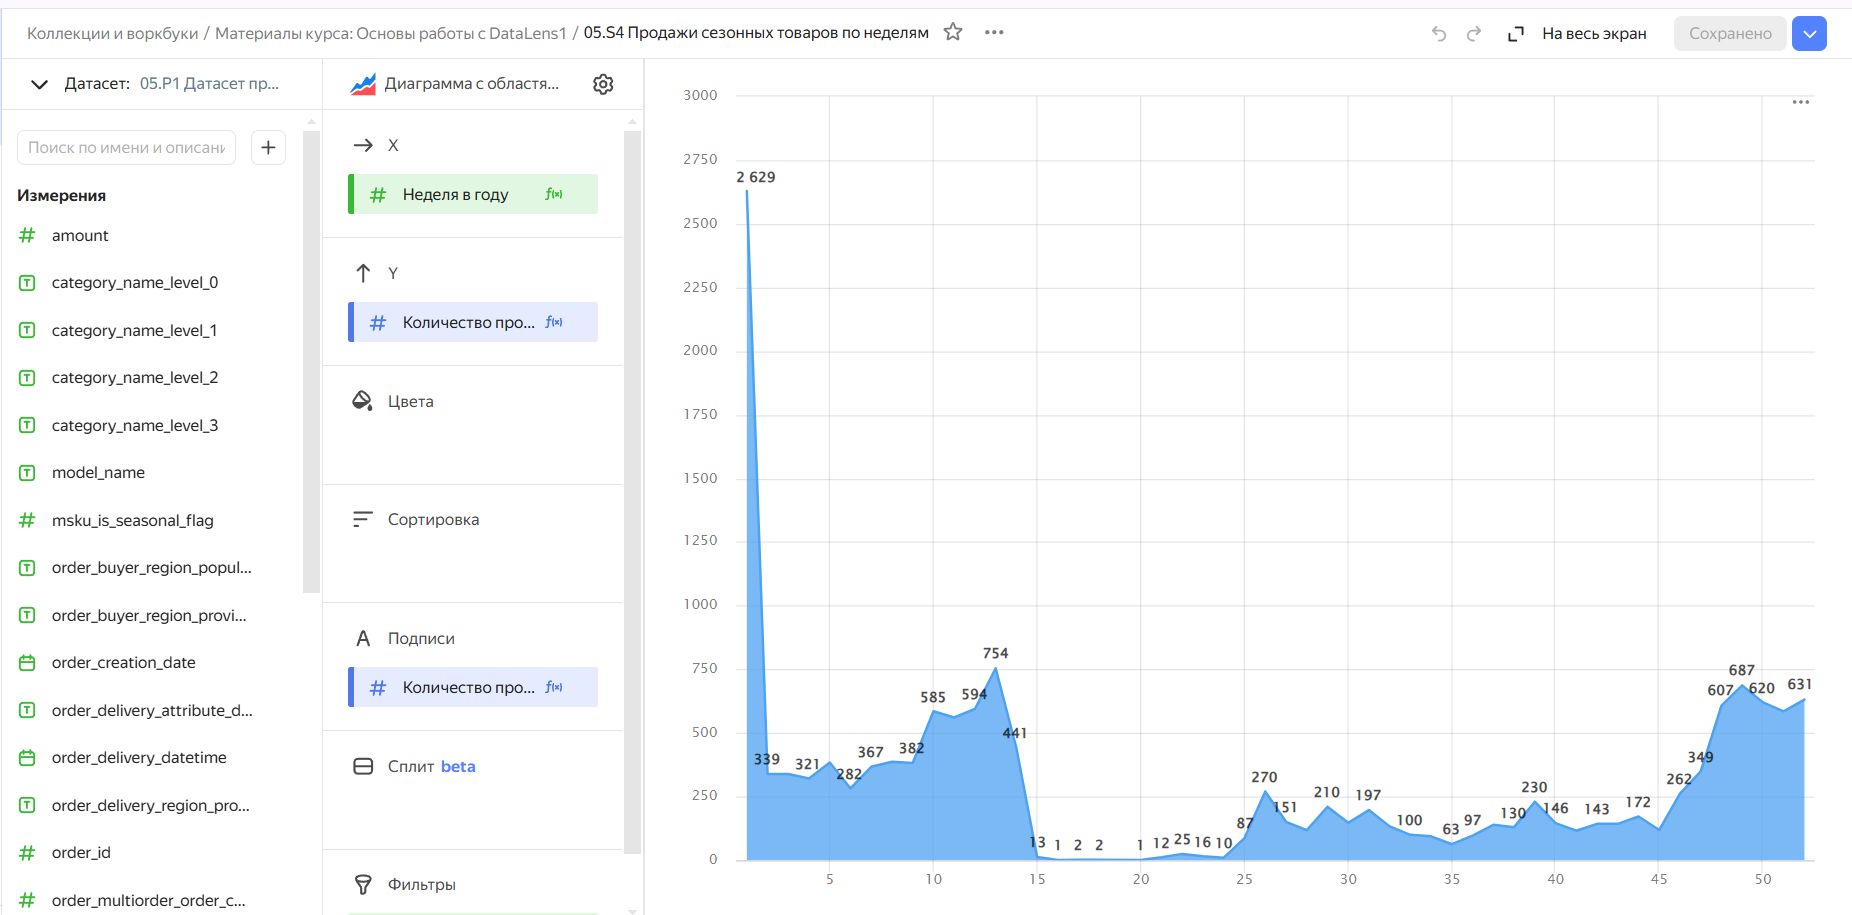 Коллекции и воркбуки / Материалы курса: Основы работы с DataLens1 / 05.S4 Продажи сезонных товаров по неделям
На весь экран
Сохранено
Датасет: 05.P1 Датасет пр...
Поиск по имени и описани
Измерения
amount
category_name_level_0
category_name_level_1
category_name_level_2
category_name_level_3
model_name
msku_is_seasonal_flag
order_buyer_region_popul...
order_buyer_region_provi...
order_creation_date
order_delivery_attribute_d...
order_delivery_datetime
order_delivery_region_pro...
order_id
order_multiorder_order_c...
Диаграмма с областя...
X
Неделя в году f(x)
Y
Количество про... f(x)
Цвета
Сортировка
Подписи
Количество про... f(x)
Сплит beta
Фильтры
3000
2750
2500
2250
2000
1750
1500
1250
1000
750
500
250
0
2 629
339
321
282
367
382
585
594
754
441
13
1
2
2
1
12
25
16
10
87
270
151
210
197
100
63
97
130
230
146
143
172
262
349
607
687
620
631
5
10
15
20
25
30
35
40
45
50